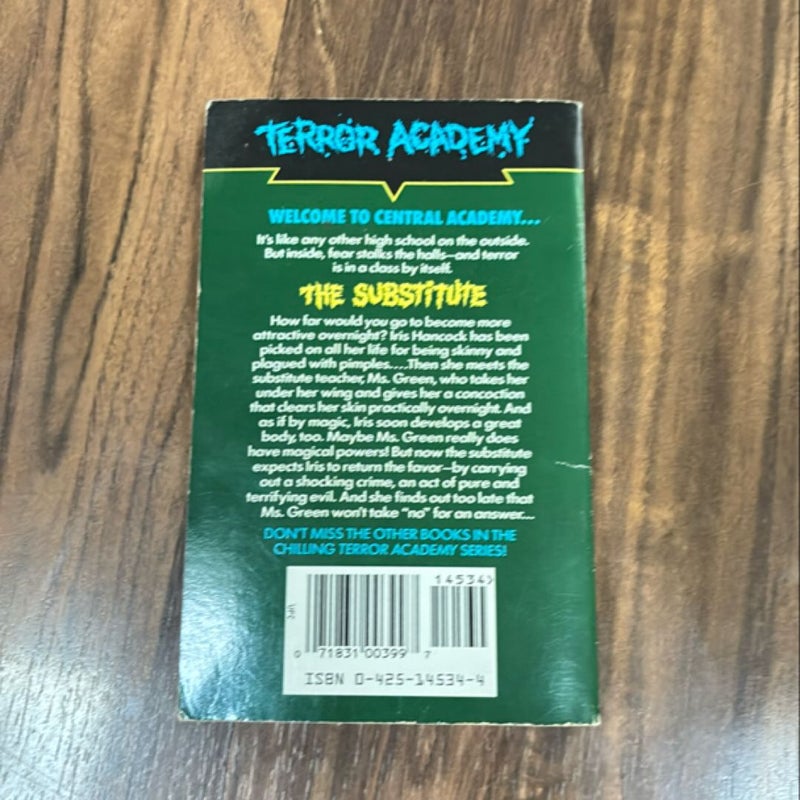 TERROR ACADEMY
WELCOME TO CENTRAL ACADEMY...
It's like any other high school on the outside.
But inside, fear stalks the halls—and terror
is in a class by itself.
THE SUBSTITUTE
How far would you go to become more
attractive overnight? Iris Hancock has been
picked on all her life for being skinny and
plagued with pimples....Then she meets the
substitute teacher, Ms. Green, who takes her
under her wing and gives her a concoction
that clears her skin practically overnight. And
as if by magic, Iris soon develops a great
body, too. Maybe Ms. Green really does
have magical powers! But now the substitute
expects Iris to return the favor—by carrying
out a shocking crime, an act of pure and
terrifying evil. And she finds out too late that
Ms. Green won't take "no" for an answer...
DON'T MISS THE OTHER BOOKS IN THE
CHILLING TERROR ACADEMY SERIES!
14534>
0 71831 00399 7
ISBN 0-425-14534-4